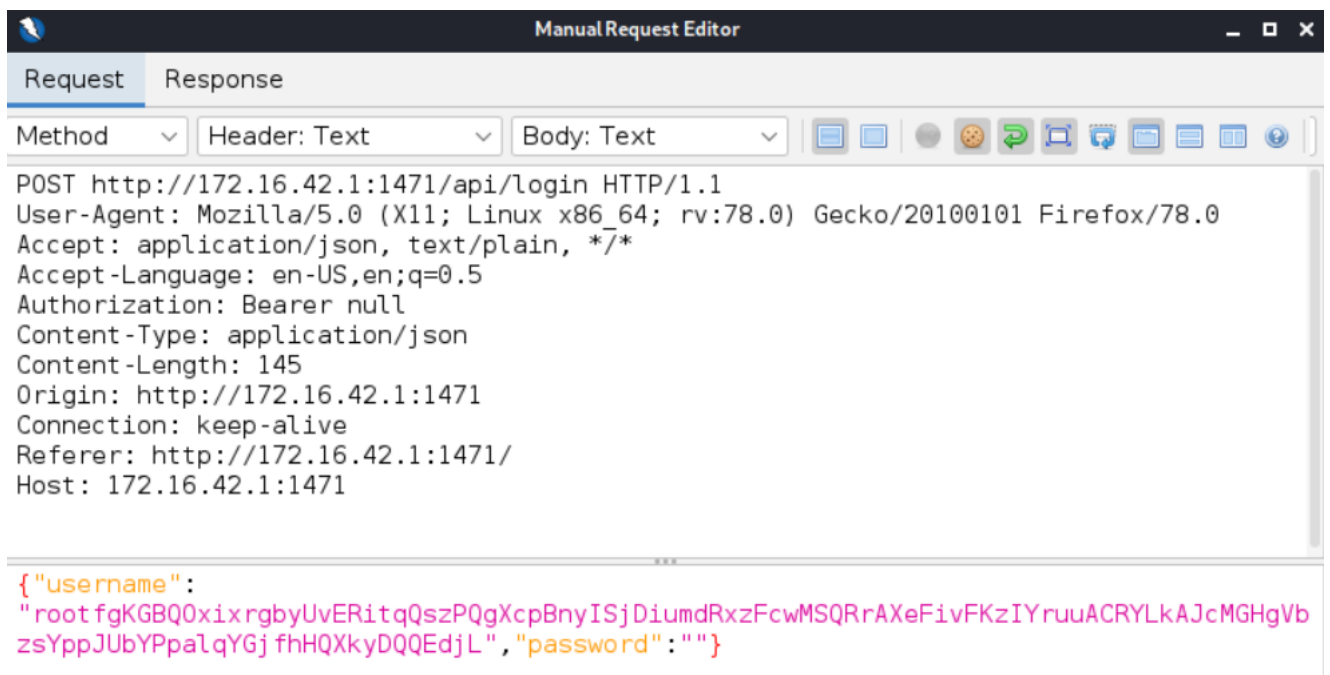 Manual Request Editor
Request Response
Method Header: Text Body: Text
POST http://172.16.42.1:1471/api/login HTTP/1.1
User-Agent: Mozilla/5.0 (X11; Linux x86_64; rv:78.0) Gecko/20100101 Firefox/78.0
Accept: application/json, text/plain, */*
Accept-Language: en-US,en;q=0.5
Authorization: Bearer null
Content-Type: application/json
Content-Length: 145
Origin: http://172.16.42.1:1471
Connection: keep-alive
Referer: http://172.16.42.1:1471/
Host: 172.16.42.1:1471
{"username":
"rootfgKGBQOxixrgbyUvERitqQszPQgXcpBnyISjDiumdRxzFcwMSQRrAXeFivFKzIYruuACRYLkAJcMGHgVb
zsYppJUbYPpalqYGjfhHQXkyDQQEdjL","password":""}